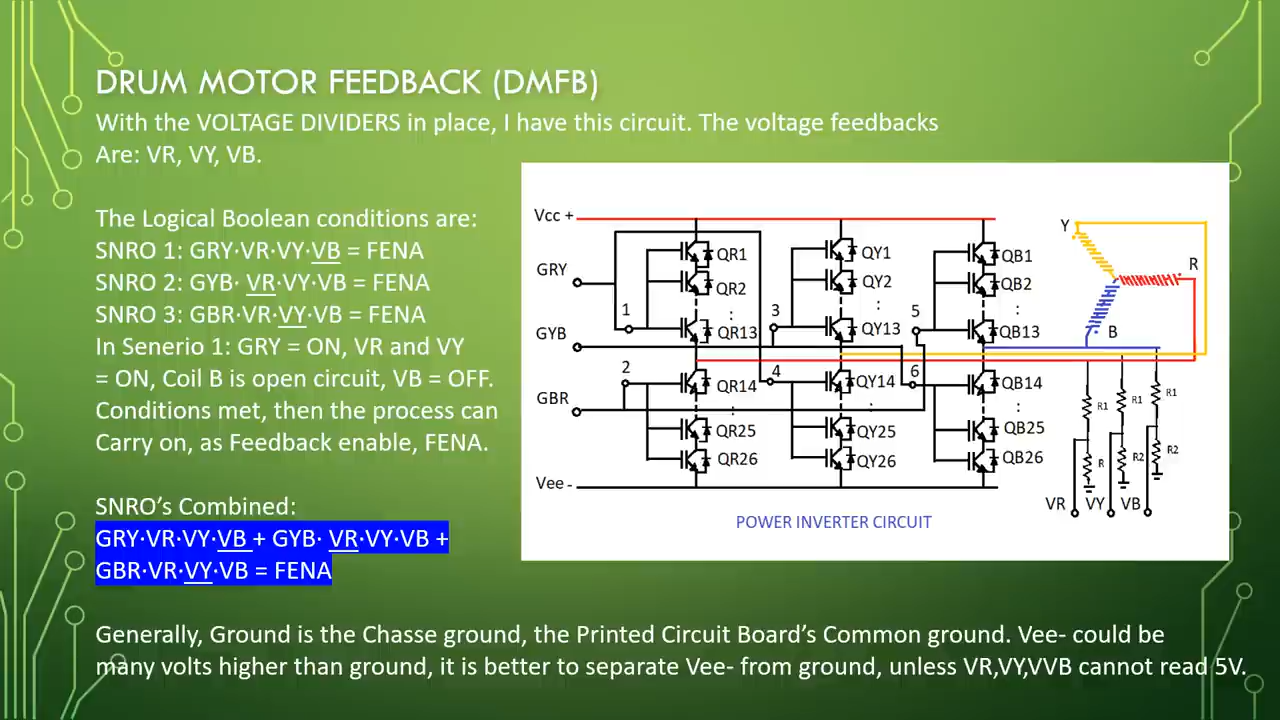 DRUM MOTOR FEEDBACK (DMFB)
With the VOLTAGE DIVIDERS in place, I have this circuit. The voltage feedbacks
Are: VR, VY, VB.
The Logical Boolean conditions are:
SNRO 1: GRY·VR·VY·VB = FENA
SNRO 2: GYB· VR·VY·VB = FENA
SNRO 3: GBR·VR·VY·VB = FENA
In Senerio 1: GRY = ON, VR and VY
= ON, Coil B is open circuit, VB = OFF.
Conditions met, then the process can
Carry on, as Feedback enable, FENA.
SNRO’s Combined:
GRY·VR·VY·VB + GYB· VR·VY·VB +
GBR·VR·VY·VB = FENA
Vcc +
GRY
GYB
GBR
Vee -
1
2
3
4
5
6
QR1
QR2
:
QR13
QR14
:
QR25
QR26
QY1
QY2
:
QY13
QY14
:
QY25
QY26
QB1
QB2
:
QB13
QB14
:
QB25
QB26
Y
R
B
R1
R1
R1
R
R2
R2
VR
VY
VB
POWER INVERTER CIRCUIT
Generally, Ground is the Chasse ground, the Printed Circuit Board’s Common ground. Vee- could be
many volts higher than ground, it is better to separate Vee- from ground, unless VR,VY,VVB cannot read 5V.